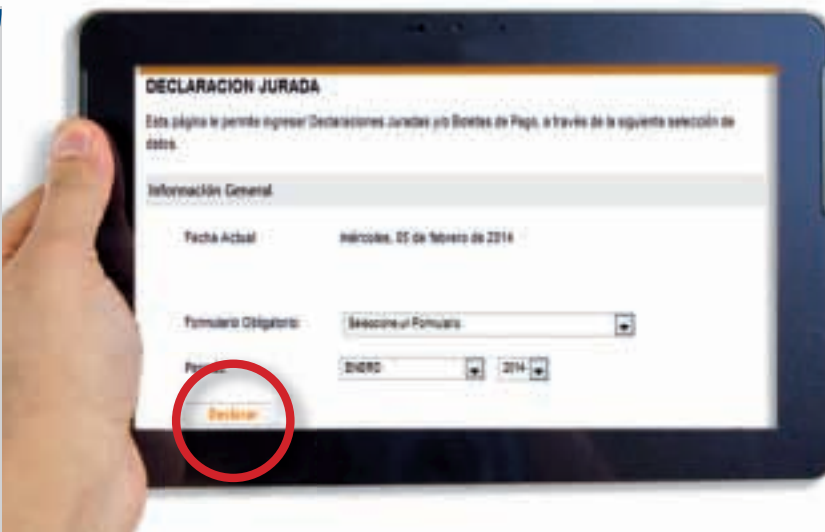 DECLARACION JURADA
Esta página le permite ingresar Declaraciones Juradas y/o Boletas de Pago, a través de la siguiente selección de
datos.
Información General
Fecha Actual miércoles, 05 de febrero de 2014
Formulario Obligatorio Seleccione un Formulario
ENERO 2014
Declarar